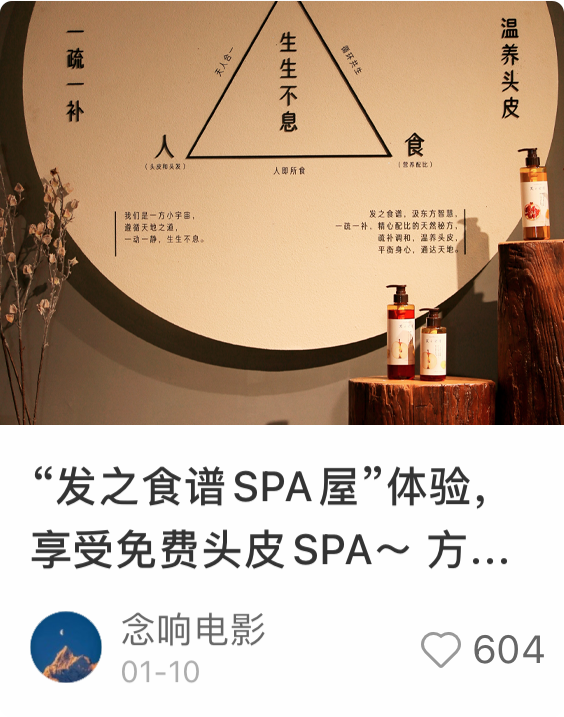 一疏一补
天人合一
生生不息
循环共生
温养头皮
人
(头皮和头发)
食
(营养配比)
人即所食
我们是一方小宇宙,
遵循天地之道,
一动一静, 生生不息。
发之食谱, 汲东方智慧,
一疏一补、精心配比的天然秘方,
疏补调和, 温养头皮,
平衡身心, 通达天地。
“发之食谱SPA屋”体验,
享受免费头皮SPA～ 方...
念响电影
01-10
604